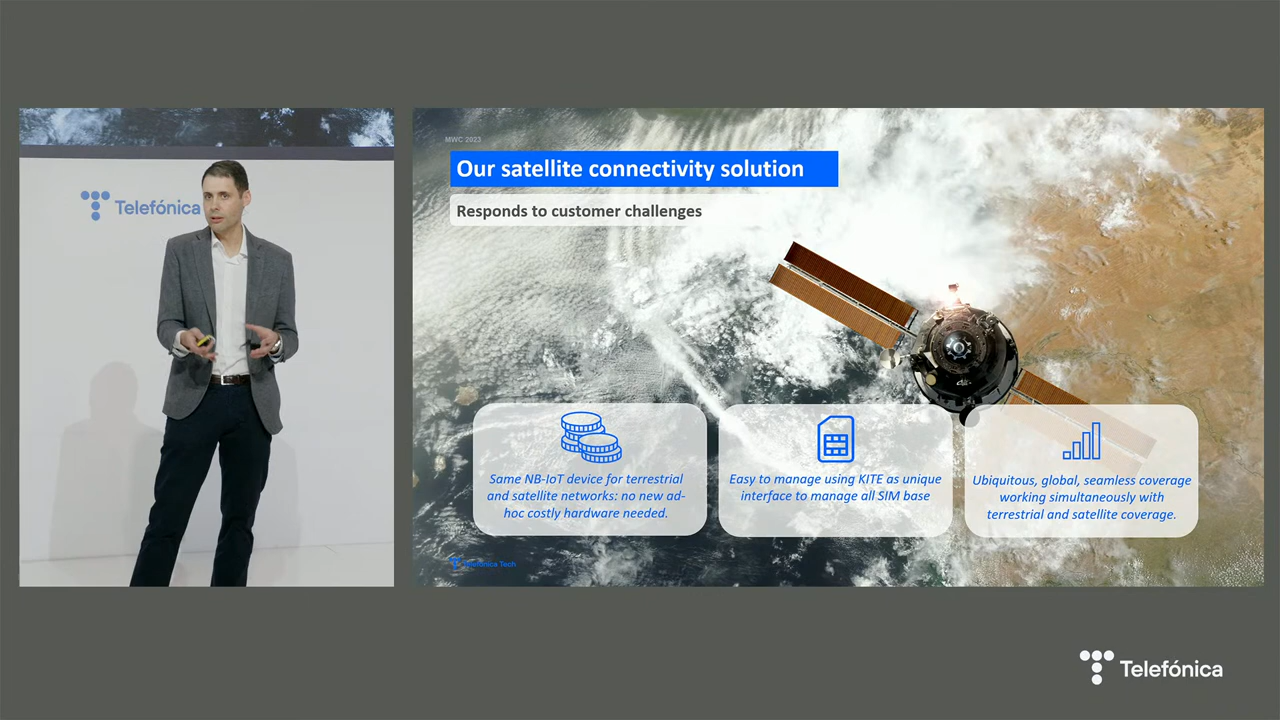 Telefónica
MWC 2023
Our satellite connectivity solution
Responds to customer challenges
Same NB-IoT device for terrestrial
and satellite networks: no new ad-
hoc costly hardware needed.
Easy to manage using KITE as unique
interface to manage all SIM base
Ubiquitous, global, seamless coverage
working simultaneously with
terrestrial and satellite coverage.
Telefónica Tech
Telefónica